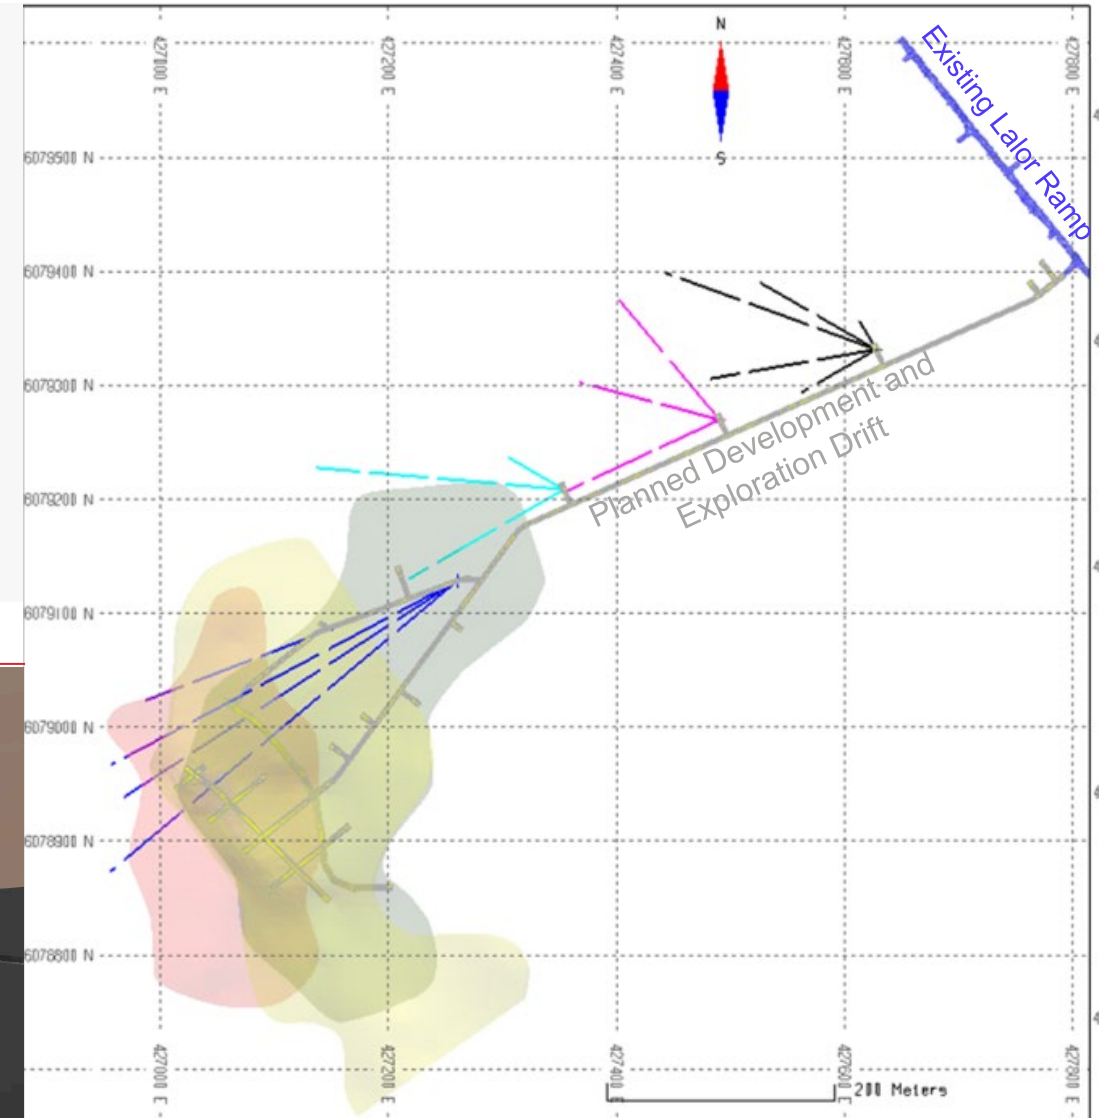 N
427000 E
427200 E
427400 E
427600 E
427800 E
Existing Lalor Ramp
6079500 N
S
6079400 N
6079300 N
Planned Development and
Exploration Drift
6079200 N
6079100 N
6079000 N
6078900 N
6078800 N
427000 E
427200 E
427400 E
427600 E
427800 E
200 Meters